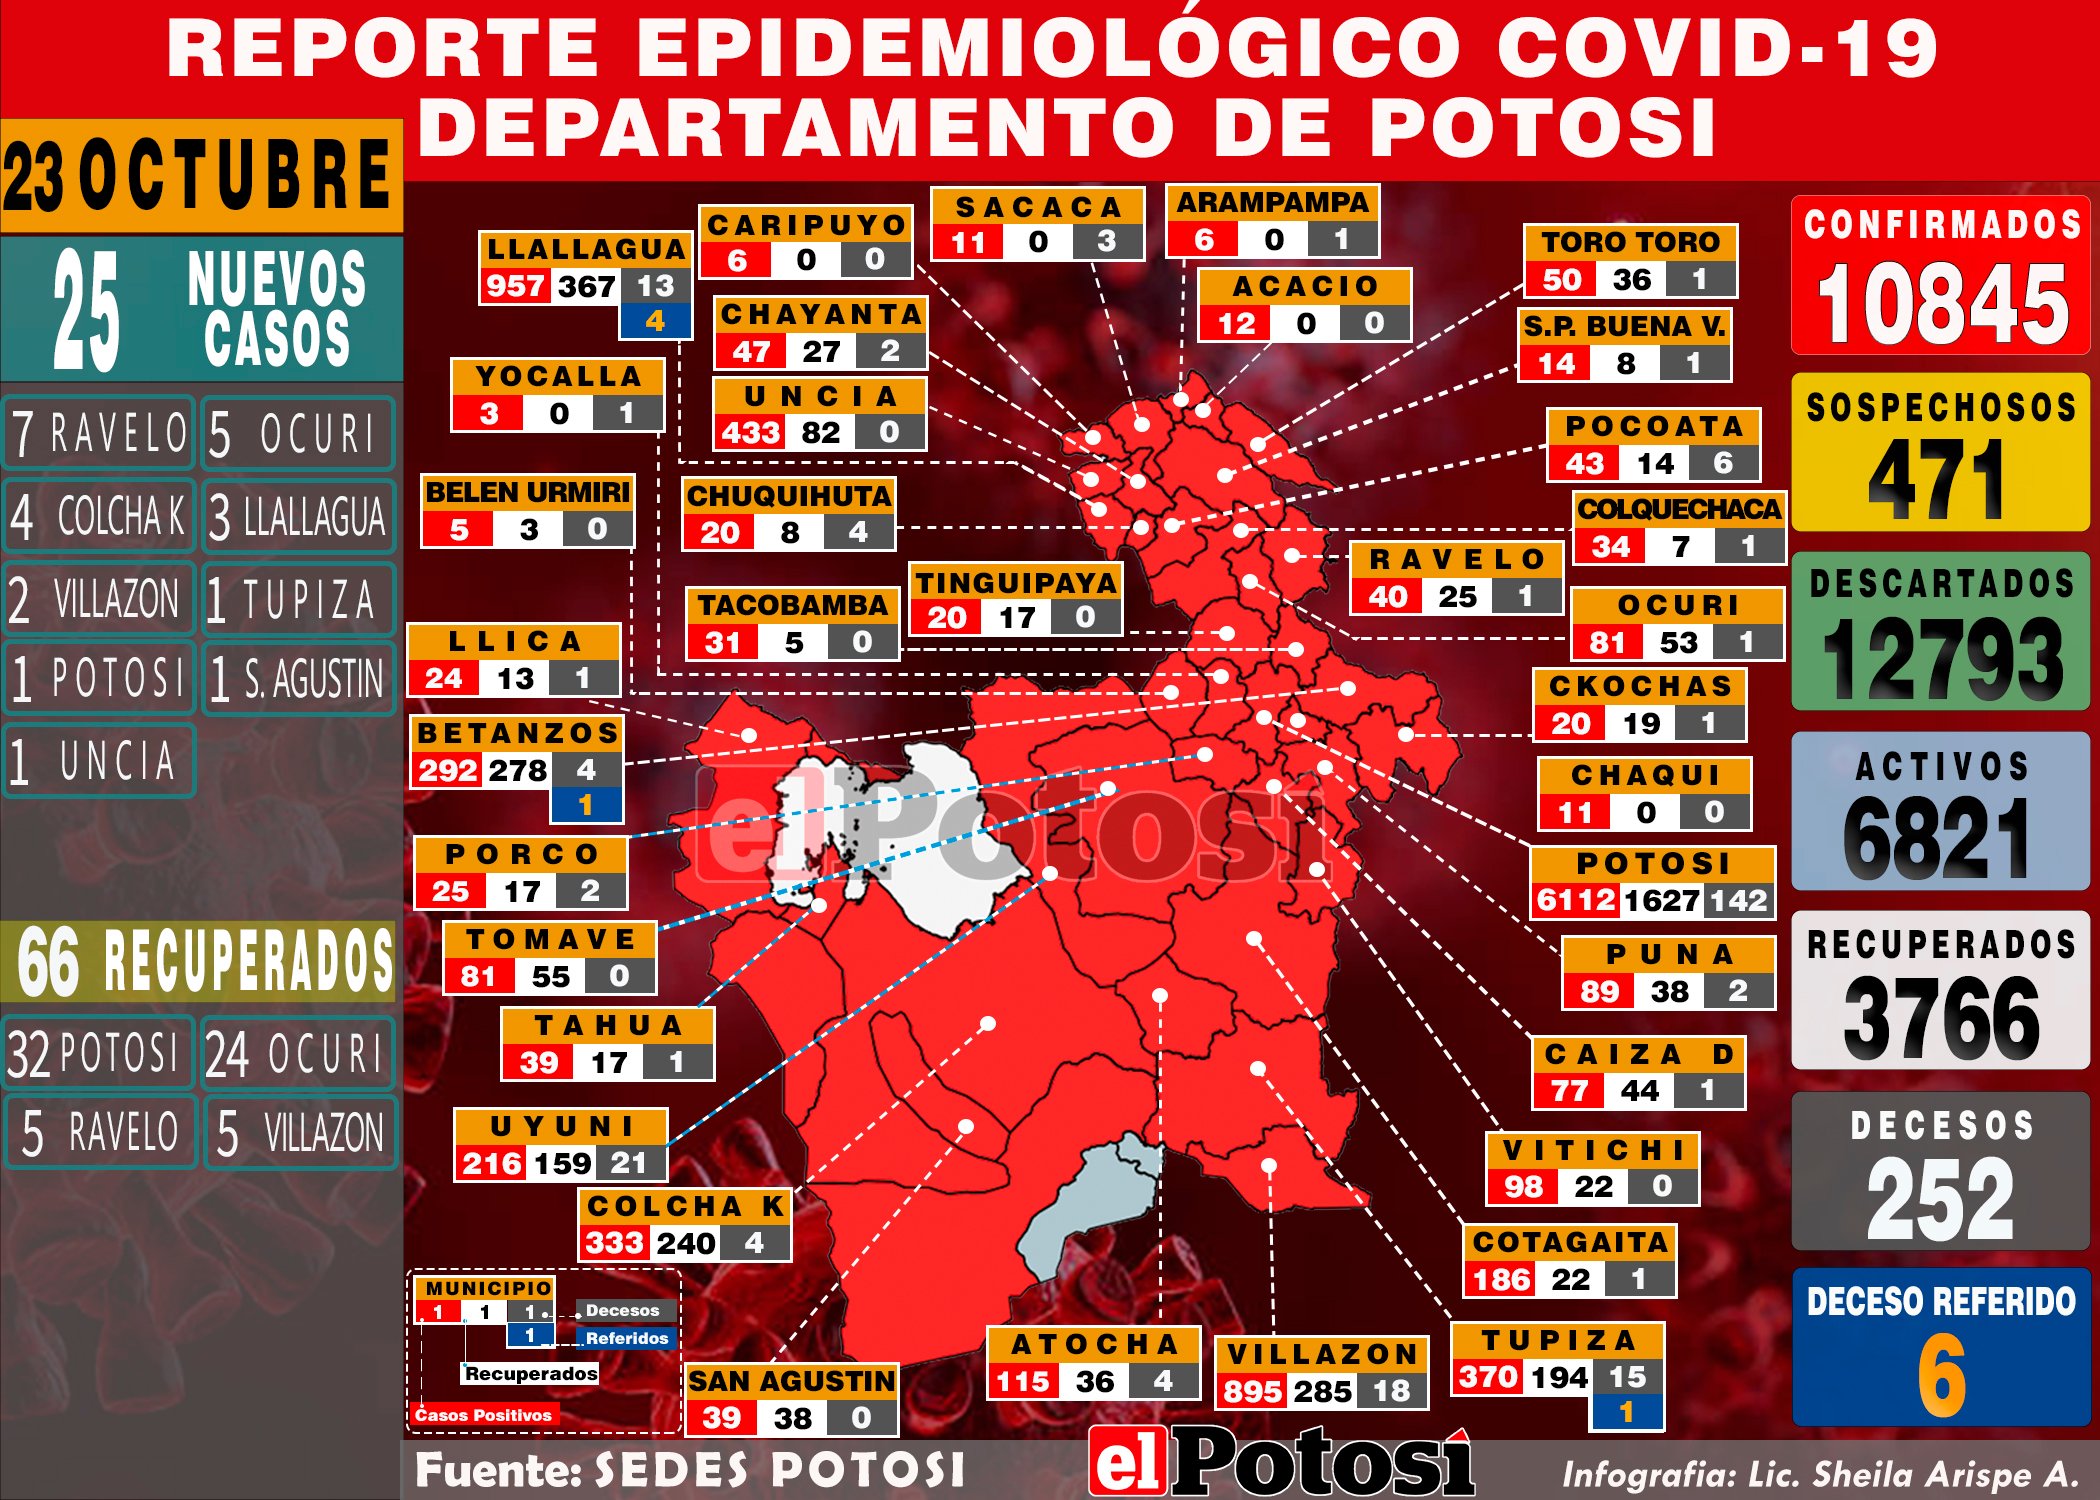 REPORTE EPIDEMIOLÓGICO COVID-19
DEPARTAMENTO DE POTOSI
23 OCTUBRE
25 NUEVOS
CASOS
7 RAVELO
5 OCURI
4 COLCHA K
3 LLALLAGUA
2 VILLAZON
1 TUPIZA
1 POTOSI
1 S. AGUSTIN
1 UNCIA
66 RECUPERADOS
32 POTOSI
24 OCURI
5 RAVELO
5 VILLAZON
LLALLAGUA
957 367 13
4
CARIPUYO
6 0 0
SACACA
11 0 3
ARAMPAMPA
6 0 1
ACACIO
12 0 0
TORO TORO
50 36 1
S.P. BUENA V.
14 8 1
CHAYANTA
47 27 2
UNCIA
433 82 0
YOCALLA
3 0 1
POCOATA
43 14 6
BELEN URMIRI
5 3 0
CHUQUIHUTA
20 8 4
COLQUECHACA
34 7 1
RAVELO
40 25 1
TINGUIPAYA
20 17 0
TACOBAMBA
31 5 0
OCURI
81 53 1
LLICA
24 13 1
CKOCHAS
20 19 1
BETANZOS
292 278 4
1
CHAQUI
11 0 0
PORCO
25 17 2
POTOSI
6112 1627 142
TOMAVE
81 55 0
PUNA
89 38 2
TAHUA
39 17 1
CAIZA D
77 44 1
UYUNI
216 159 21
VITICHI
98 22 0
COLCHA K
333 240 4
COTAGAITA
186 22 1
SAN AGUSTIN
39 38 0
ATOCHA
115 36 4
VILLAZON
895 285 18
TUPIZA
370 194 15
1
el Potosí
MUNICIPIO
1 1 1 Decesos
1 Referidos
Recuperados
Casos Positivos
CONFIRMADOS
10845
SOSPECHOSOS
471
DESCARTADOS
12793
ACTIVOS
6821
RECUPERADOS
3766
DECESOS
252
DECESO REFERIDO
6
Fuente: SEDES POTOSI
el Potosí
Infografia: Lic. Sheila Arispe A.